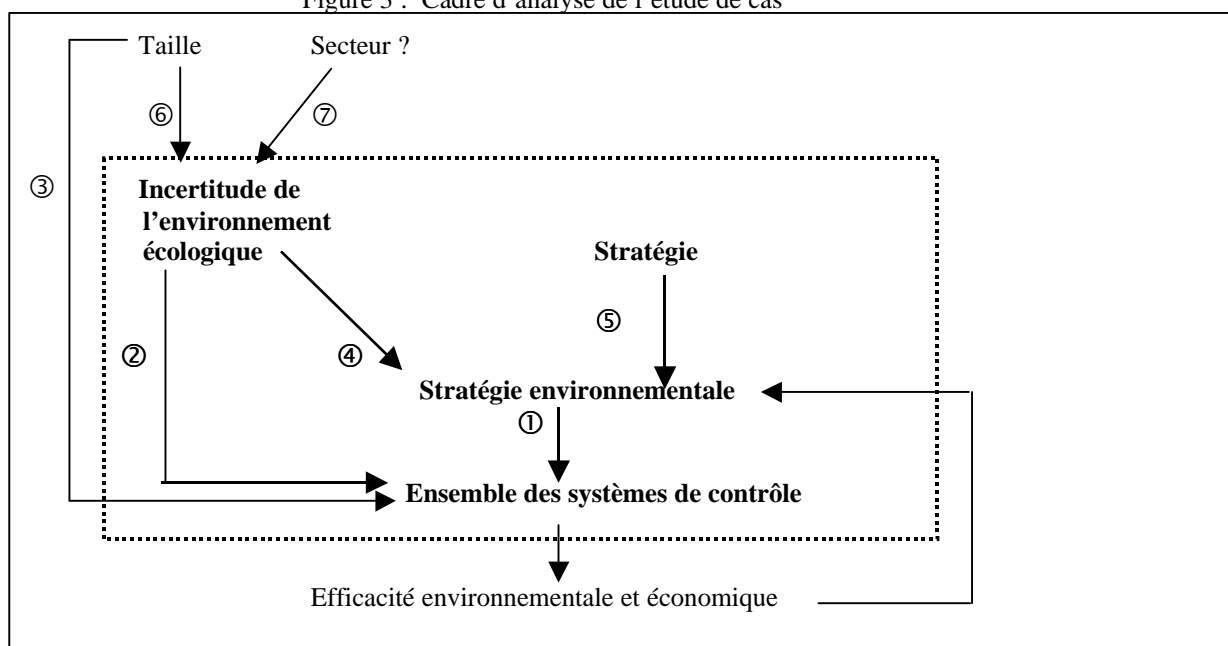 Figure 3 : Cadre d'analyse de l'étude de cas
Taille Secteur ?
⑥ ⑦
③
Incertitude de
l'environnement
écologique
Stratégie
⑤
② ④
Stratégie environnementale
①
Ensemble des systèmes de contrôle
Efficacité environnementale et économique